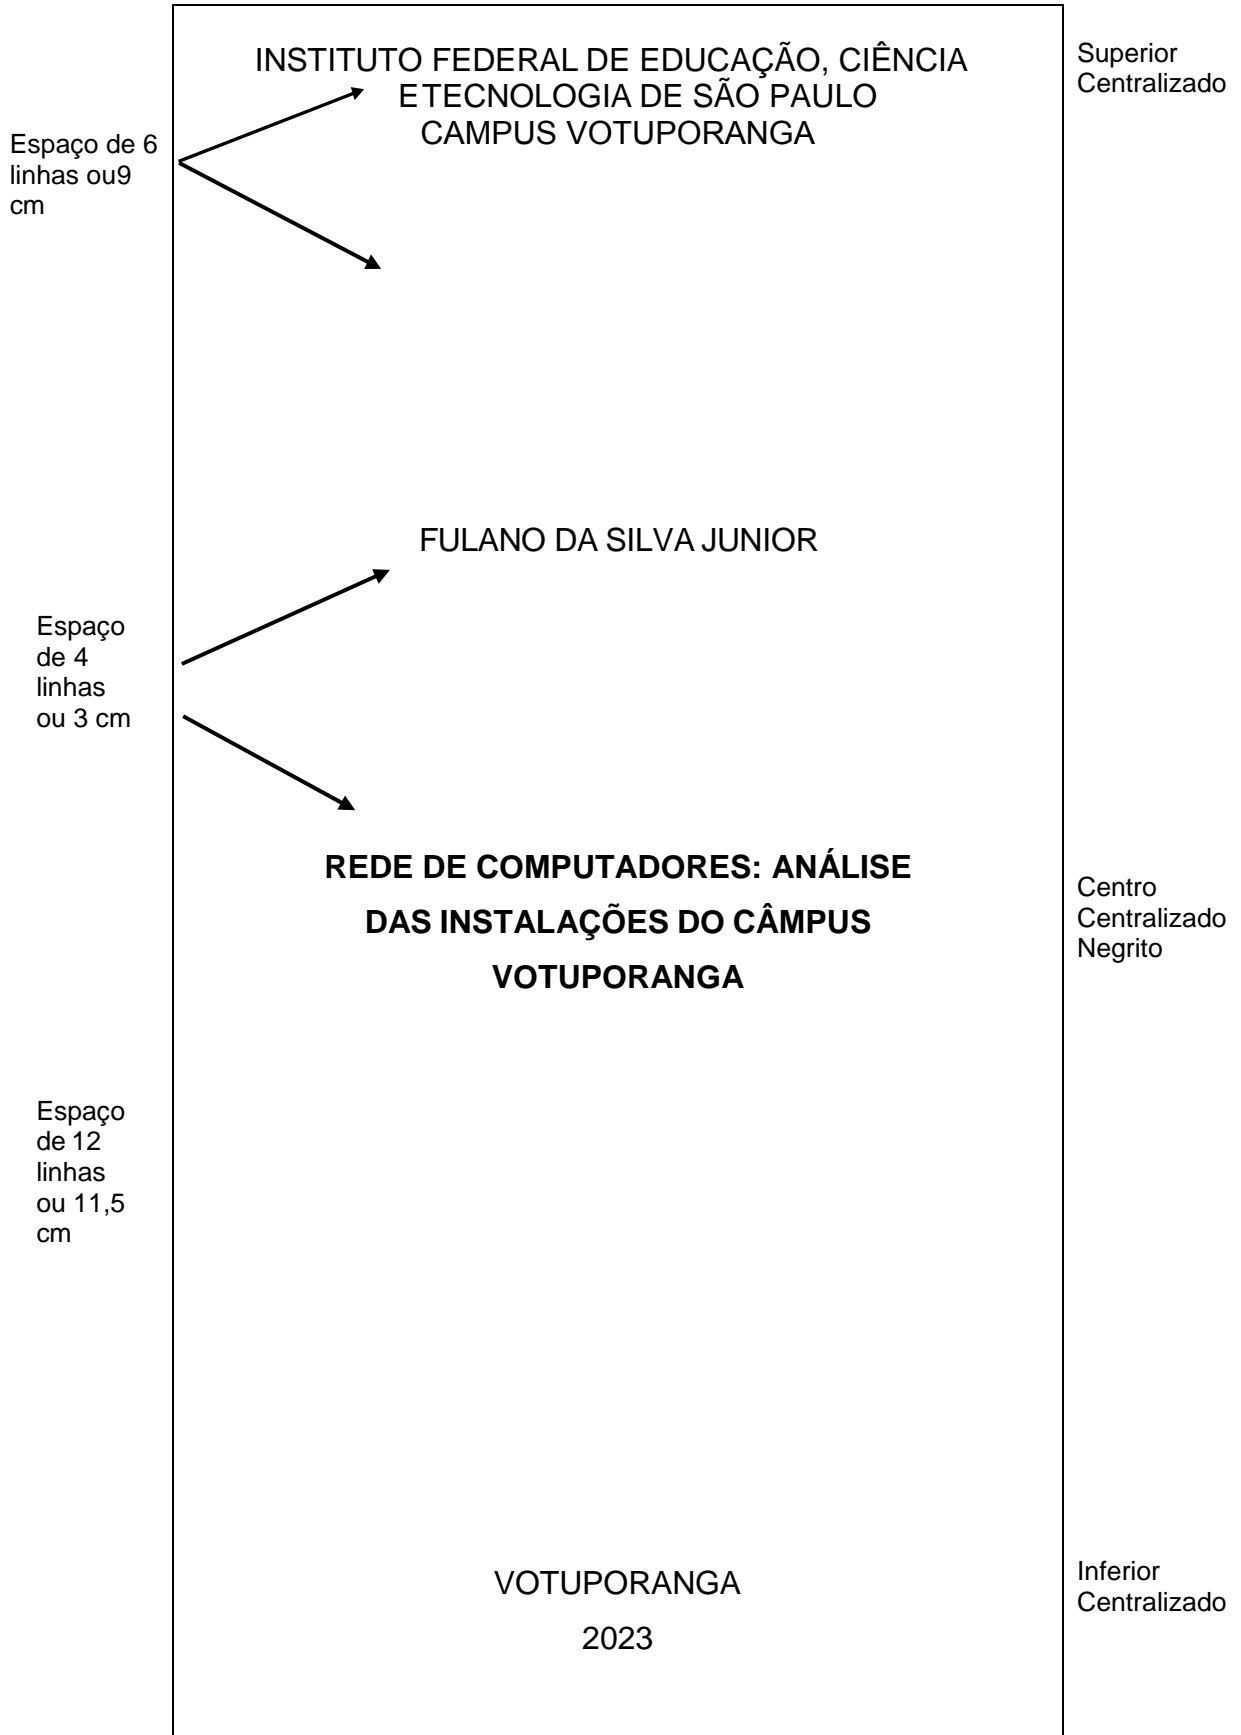 INSTITUTO FEDERAL DE EDUCAÇÃO, CIÊNCIA
ETECNOLOGIA DE SÃO PAULO
CAMPUS VOTUPORANGA
Superior
Centralizado
Espaço de 6
linhas ou9
cm
FULANO DA SILVA JUNIOR
Espaço
de 4
linhas
ou 3 cm
REDE DE COMPUTADORES: ANÁLISE
DAS INSTALAÇÕES DO CÂMPUS
VOTUPORANGA
Centro
Centralizado
Negrito
Espaço
de 12
linhas
ou 11,5
cm
VOTUPORANGA
2023
Inferior
Centralizado